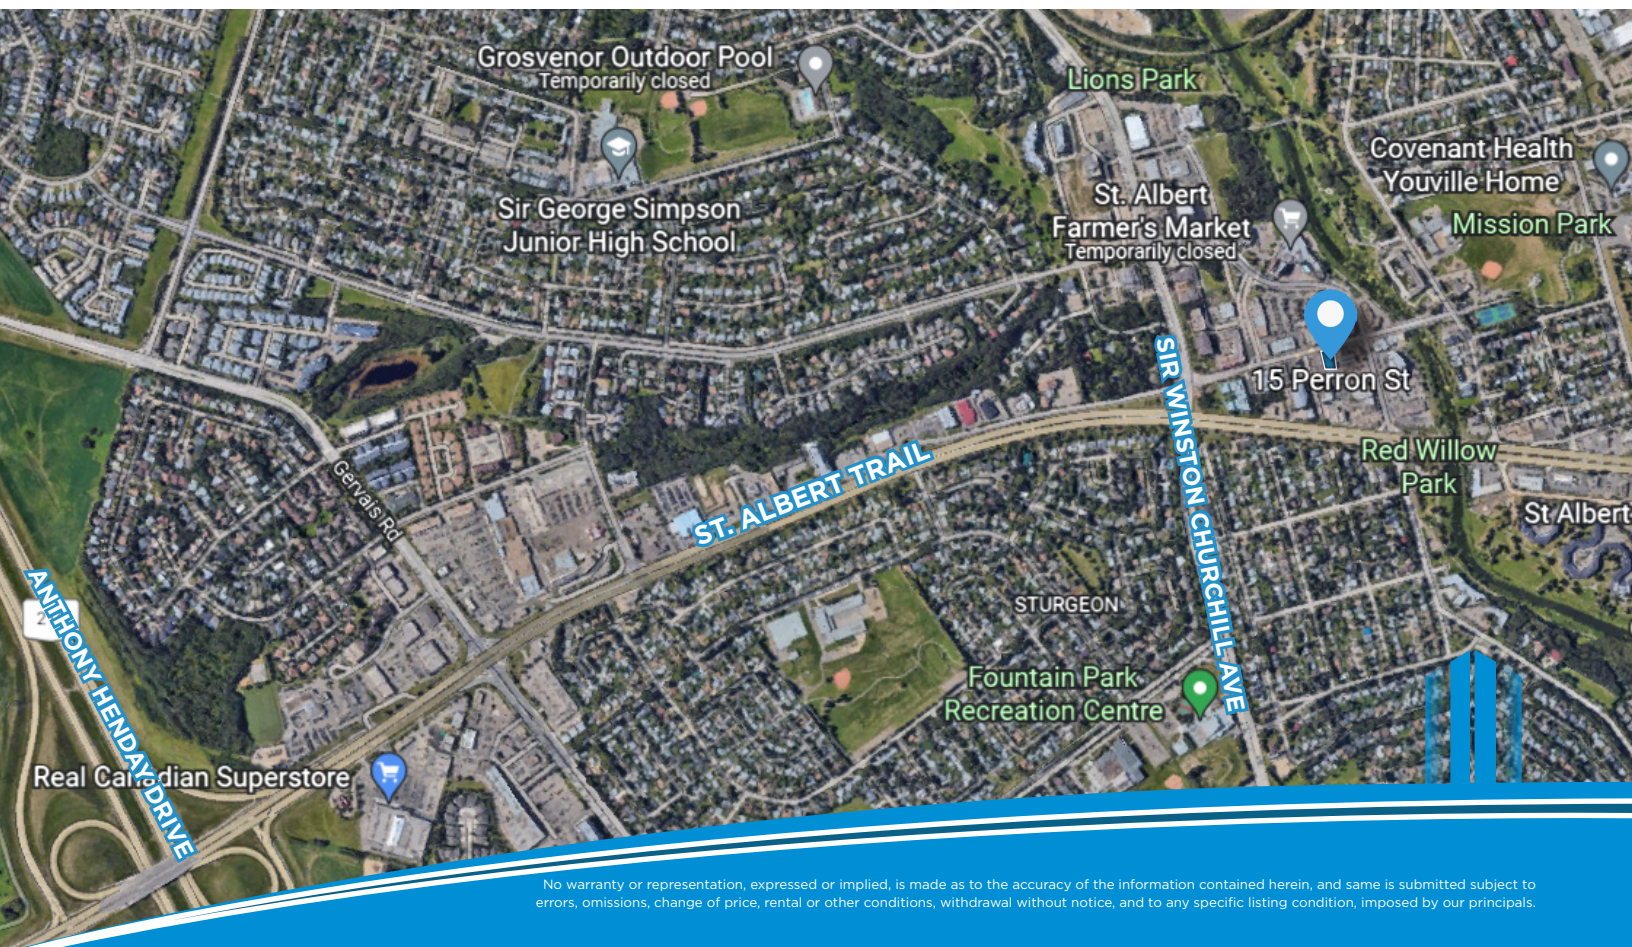 Grosvenor Outdoor Pool
Temporarily closed
Lions Park
Covenant Health
Youville Home
Sir George Simpson
Junior High School
St. Albert
Farmer's Market
Temporarily closed
Mission Park
15 Perron St
SIR WINSTON CHURCHILL AVE
ST. ALBERT TRAIL
Red Willow
Park
Gervais Rd
St Albert
ANTHONY HENDAY DRIVE
2
STURGEON
Fountain Park
Recreation Centre
Real Canadian Superstore
No warranty or representation, expressed or implied, is made as to the accuracy of the information contained herein, and same is submitted subject to
errors, omissions, change of price, rental or other conditions, withdrawal without notice, and to any specific listing condition, imposed by our principals.